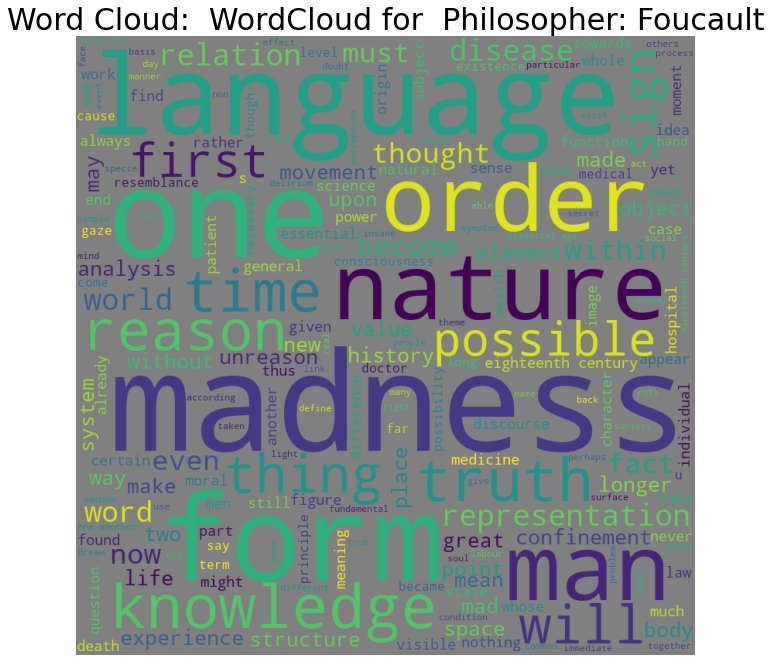 Word Cloud:  WordCloud for  Philosopher: Foucault
relation must disease towards others
basis effect level doubt existence particular whole process
face day manner work non subject origin
language sign moment
see find though idea
cause always rather function hand
first thought made act yet
may resemblance movement sense medical
delirium s science natural
end upon object
one order
gaze patient necessary power able secret case
essential insane symptom social
become element within
mind analysis general consciousness
come world time nature image hospital
reason given value theme possible
new history people
without unreason long eighteenth century appear
already thus link doctor
system according many possibility character
madness
another taken define difference right name back role individual
far discourse society
light perhaps
certain even thing place medicine truth fact
way make moral give longer u
men still figure surface take
word use fundamental representation
one another two form principle meaning great confinement never
found now part say soul labour
dream term point man problem law
life might different became mean
question knowledge state mad whose much
condition space will body
experience structure visible nothing
death common immediate together